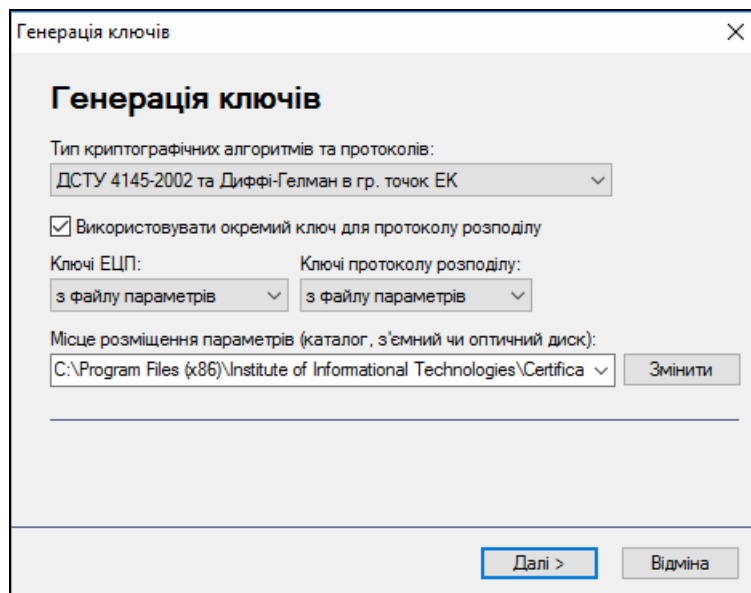 Генерація ключів
Генерація ключів
Тип криптографічних алгоритмів та протоколів:
ДСТУ 4145-2002 та Диффі-Гелман в гр. точок ЕК
Використовувати окремий ключ для протоколу розподілу
Ключі ЕЦП: Ключі протоколу розподілу:
з файлу параметрів з файлу параметрів
Місце розміщення параметрів (каталог, з'ємний чи оптичний диск):
C:\Program Files (x86)\Institute of Informational Technologies\Certifica Змінити
Далі > Відміна